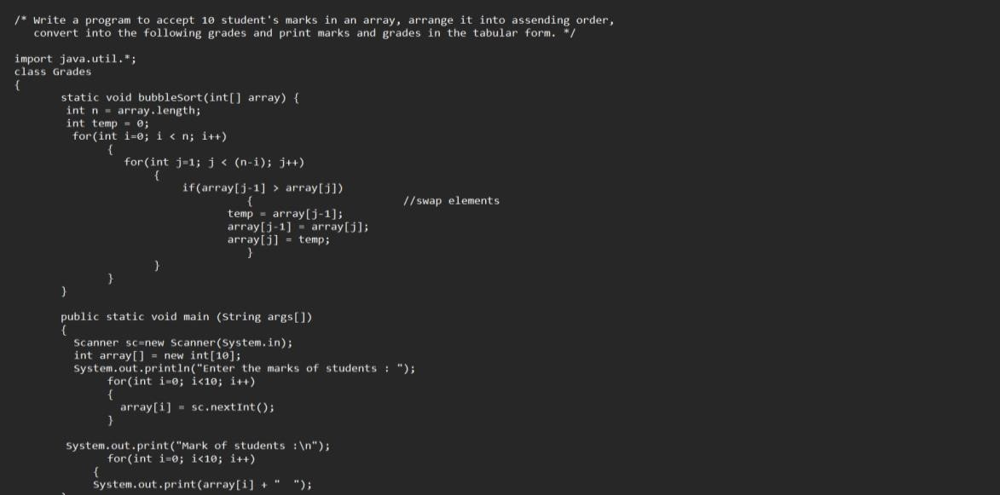 /* Write a program to accept 10 student's marks in an array, arrange it into assending order,
convert into the following grades and print marks and grades in the tabular form. */
import java.util.*;
class Grades
{
static void bubbleSort(int[] array) {
int n = array.length;
int temp = 0;
for(int i=0; i < n; i++)
{
for(int j=1; j < (n-i); j++)
{
if(array[j-1] > array[j])
{ //swap elements
temp = array[j-1];
array[j-1] = array[j];
array[j] = temp;
}
}
}
}
public static void main (String args[])
{
Scanner sc=new Scanner(System.in);
int array[] = new int[10];
System.out.println("Enter the marks of students : ");
for(int i=0; i<10; i++)
{
array[i] = sc.nextInt();
}
System.out.print("Mark of students :\n");
for(int i=0; i<10; i++)
{
System.out.print(array[i] + "  ");